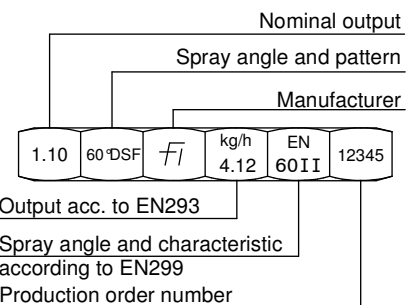 Nominal output
Spray angle and pattern
Manufacturer
1.10
60°DSF
FI
kg/h
4.12
EN
60II
12345
Output acc. to EN293
Spray angle and characteristic
according to EN299
Production order number